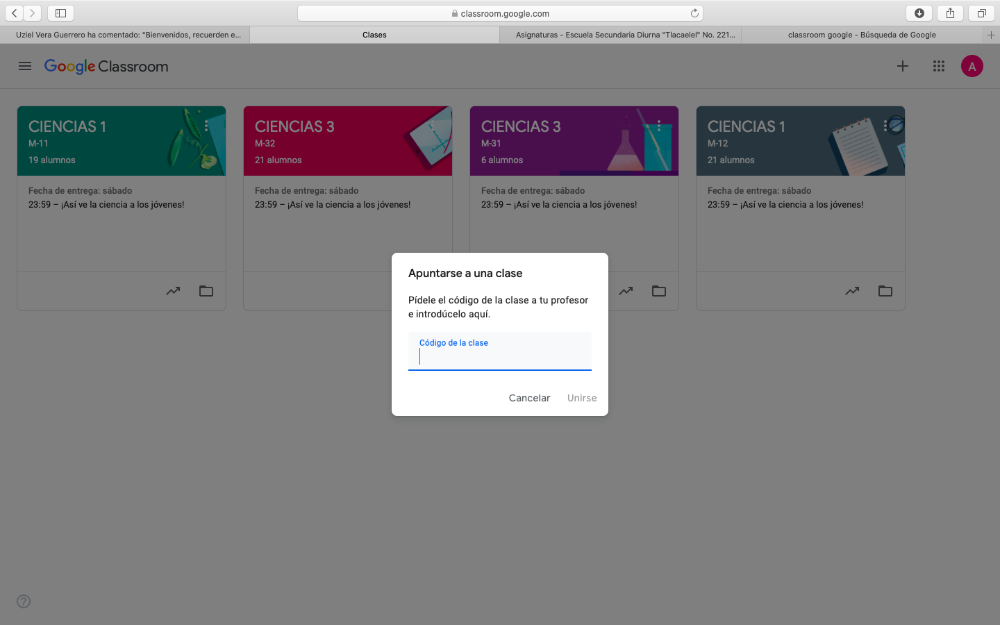 classroom.google.com
Uziel Vera Guerrero ha comentado: "Bienvenidos, recuerden e...
Clases
Asignaturas - Escuela Secundaria Diurna "Tlacaelel" No. 221...
classroom google - Búsqueda de Google
Google Classroom
A
CIENCIAS 1
M-11
19 alumnos
Fecha de entrega: sábado
23:59 – ¡Así ve la ciencia a los jóvenes!
CIENCIAS 3
M-32
21 alumnos
Fecha de entrega: sábado
23:59 – ¡Así ve la ciencia a los jóvenes!
CIENCIAS 3
M-31
6 alumnos
Fecha de entrega: sábado
23:59 – ¡Así ve la ciencia a los jóvenes!
CIENCIAS 1
M-12
21 alumnos
Fecha de entrega: sábado
23:59 – ¡Así ve la ciencia a los jóvenes!
Apuntarse a una clase
Pídele el código de la clase a tu profesor
e introdúcelo aquí.
Código de la clase
Cancelar
Unirse